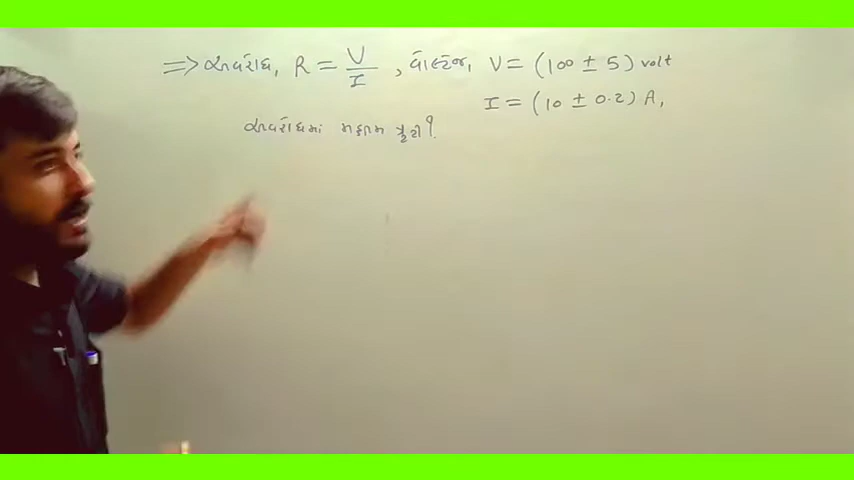 ⇒ અવરોધ, R = V/I , વોલ્ટેજ, V = (100 ± 5) volt
I = (10 ± 0.2) A,
અવરોધમાં મહત્તમ ત્રુટી?